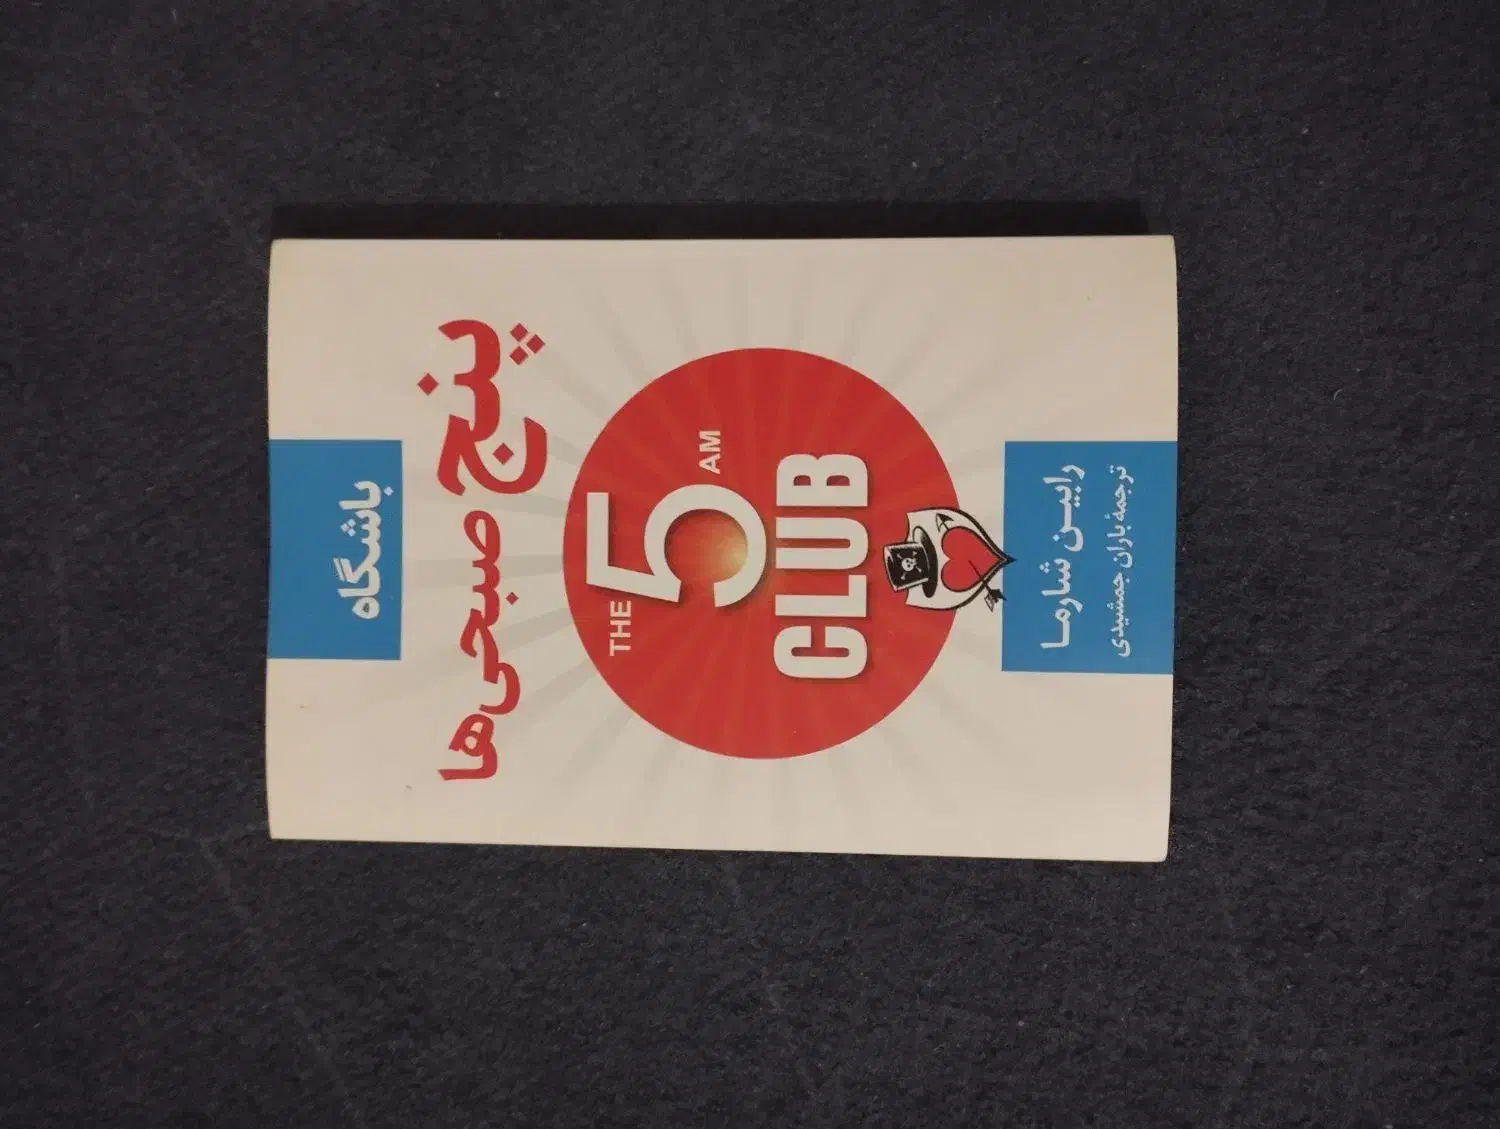 باشگاه
پنج صبحی‌ها
THE 5 AM
CLUB
رابین شارما
ترجمهٔ باران جمشیدی